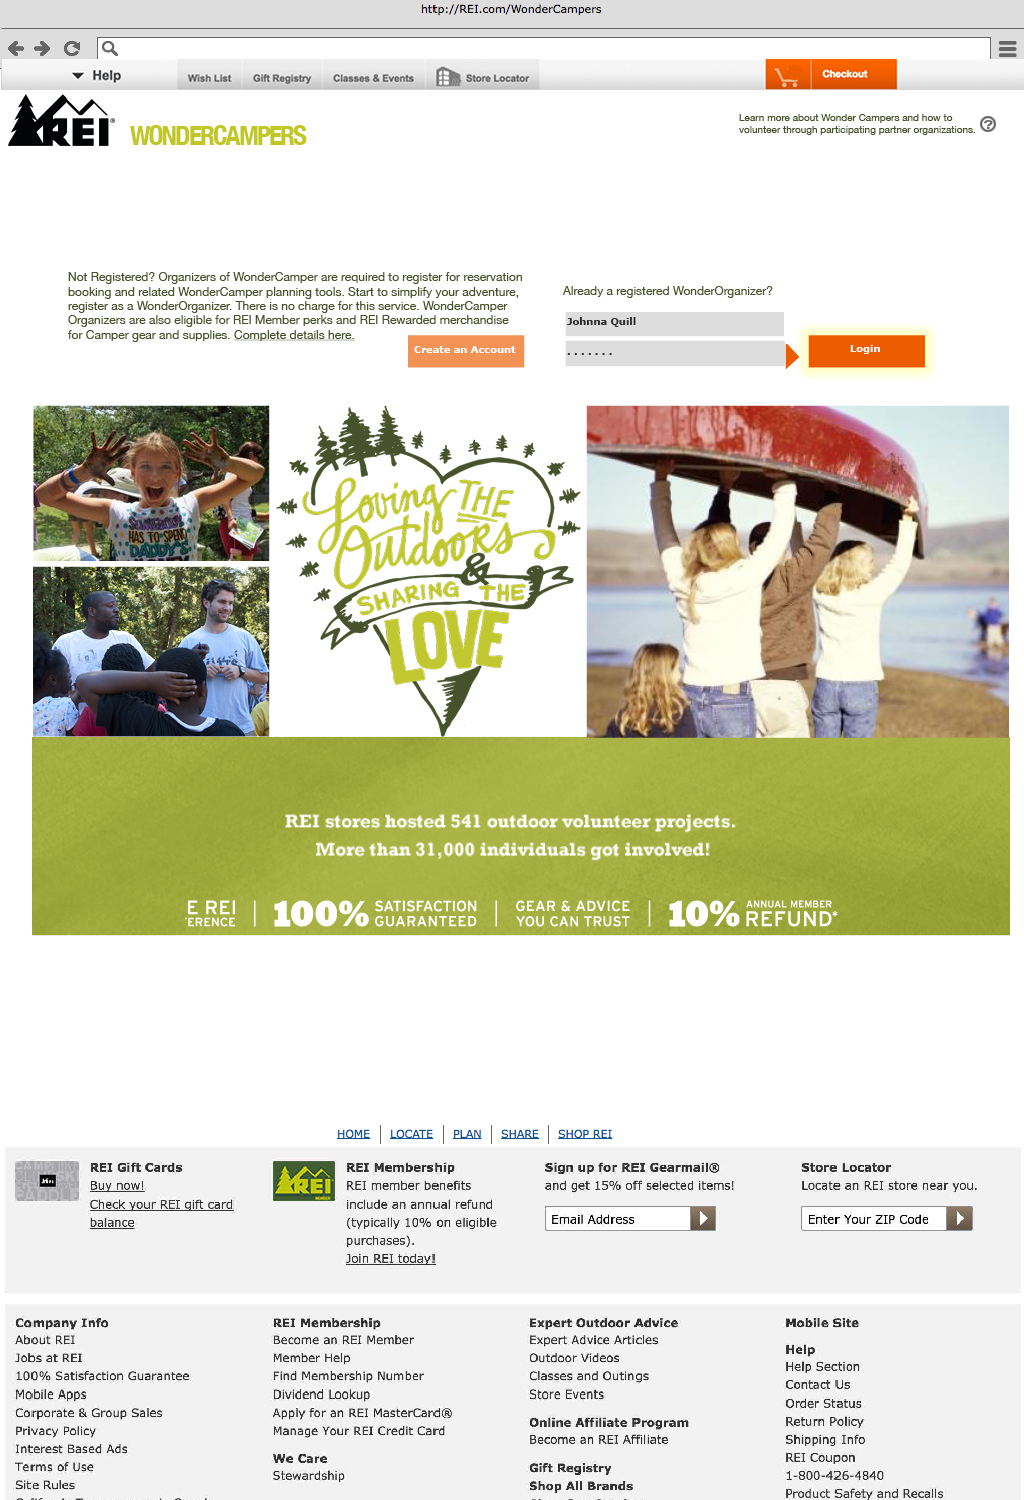 http://REI.com/WonderCampers
Help
Wish List
Gift Registry
Classes & Events
Store Locator
Checkout
REI®
WONDERCAMPERS
Learn more about Wonder Campers and how to
volunteer through participating partner organizations.
?
Not Registered? Organizers of WonderCamper are required to register for reservation
booking and related WonderCamper planning tools. Start to simplify your adventure,
register as a WonderOrganizer. There is no charge for this service. WonderCamper
Organizers are also eligible for REI Member perks and REI Rewarded merchandise
for Camper gear and supplies. Complete details here.
Create an Account
Already a registered WonderOrganizer?
Johnna Quill
.......
Login
SOMEBODY
HAS TO SPEND
DADDY'S
Loving THE
Outdoors
&
SHARING THE
LOVE
REI stores hosted 541 outdoor volunteer projects.
More than 31,000 individuals got involved!
E REI
ERENCE
100% SATISFACTION
GUARANTEED
GEAR & ADVICE
YOU CAN TRUST
10% ANNUAL MEMBER
REFUND*
HOME
LOCATE
PLAN
SHARE
SHOP REI
REI Gift Cards
Buy now!
Check your REI gift card
balance
REI
MEMBER
REI Membership
REI member benefits
include an annual refund
(typically 10% on eligible
purchases).
Join REI today!
Sign up for REI Gearmail®
and get 15% off selected items!
Email Address
Store Locator
Locate an REI store near you.
Enter Your ZIP Code
Company Info
About REI
Jobs at REI
100% Satisfaction Guarantee
Mobile Apps
Corporate & Group Sales
Privacy Policy
Interest Based Ads
Terms of Use
Site Rules
REI Membership
Become an REI Member
Member Help
Find Membership Number
Dividend Lookup
Apply for an REI MasterCard®
Manage Your REI Credit Card
We Care
Stewardship
Expert Outdoor Advice
Expert Advice Articles
Outdoor Videos
Classes and Outings
Store Events
Online Affiliate Program
Become an REI Affiliate
Gift Registry
Shop All Brands
Mobile Site
Help
Help Section
Contact Us
Order Status
Return Policy
Shipping Info
REI Coupon
1-800-426-4840
Product Safety and Recalls